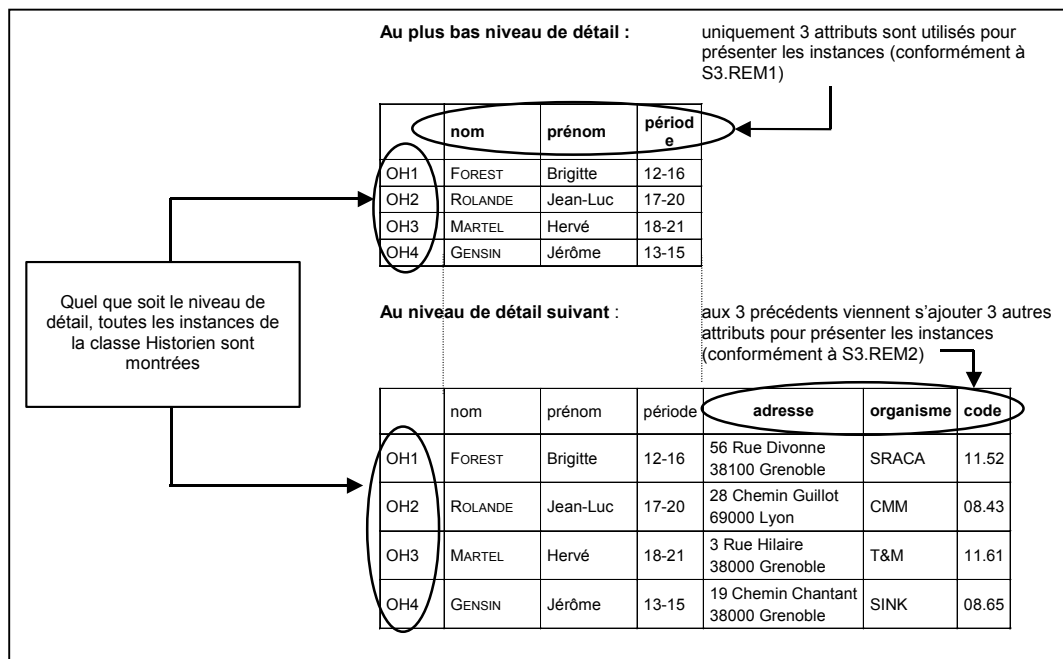 Au plus bas niveau de détail :
uniquement 3 attributs sont utilisés pour
présenter les instances (conformément à
S3.REM1)
nom prénom périod
e
OH1 FOREST Brigitte 12-16
OH2 ROLANDE Jean-Luc 17-20
OH3 MARTEL Hervé 18-21
OH4 GENSIN Jérôme 13-15
Quel que soit le niveau de
détail, toutes les instances de
la classe Historien sont
montrées
Au niveau de détail suivant :
aux 3 précédents viennent s’ajouter 3 autres
attributs pour présenter les instances
(conformément à S3.REM2)
nom prénom période adresse organisme code
OH1 FOREST Brigitte 12-16 56 Rue Divonne
38100 Grenoble SRACA 11.52
OH2 ROLANDE Jean-Luc 17-20 28 Chemin Guillot
69000 Lyon CMM 08.43
OH3 MARTEL Hervé 18-21 3 Rue Hilaire
38000 Grenoble T&M 11.61
OH4 GENSIN Jérôme 13-15 19 Chemin Chantant
38000 Grenoble SINK 08.65